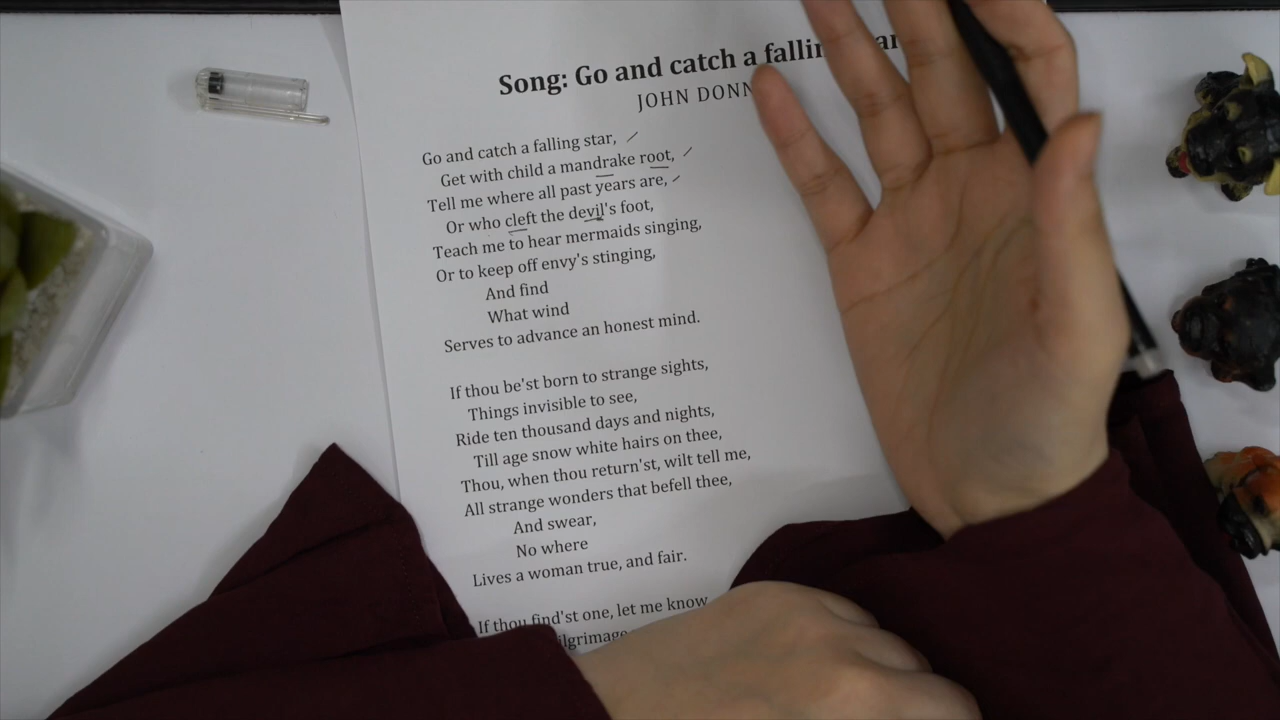 Song: Go and catch a fallin
JOHN DONN
Go and catch a falling star,
Get with child a mandrake root,
Tell me where all past years are,
Or who cleft the devil's foot,
Teach me to hear mermaids singing,
Or to keep off envy's stinging,
And find
What wind
Serves to advance an honest mind.
If thou be'st born to strange sights,
Things invisible to see,
Ride ten thousand days and nights,
Till age snow white hairs on thee,
Thou, when thou return'st, wilt tell me,
All strange wonders that befell thee,
And swear,
No where
Lives a woman true, and fair.
If thou find'st one, let me know
ilgrimage